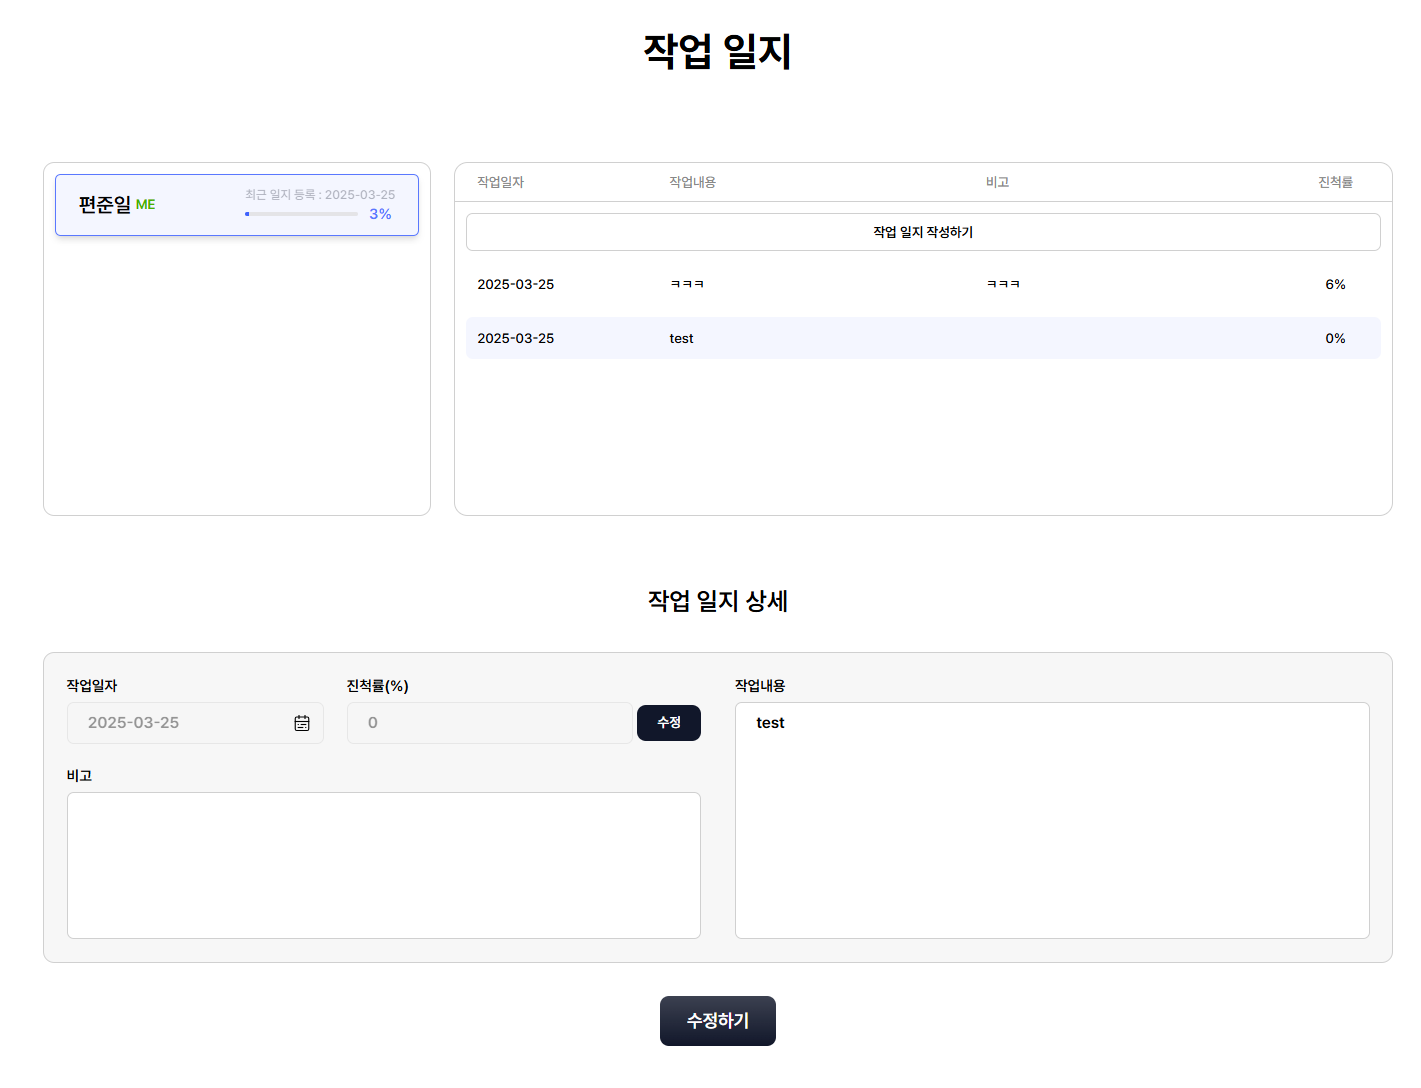 작업 일지
편준일 ME
최근 일지 등록 : 2025-03-25
3%
작업일자 작업내용 비고 진척률
작업 일지 작성하기
2025-03-25 ㅋㅋㅋ ㅋㅋㅋ 6%
2025-03-25 test 0%
작업 일지 상세
작업일자 진척률(%) 작업내용
2025-03-25 0 수정 test
비고
수정하기